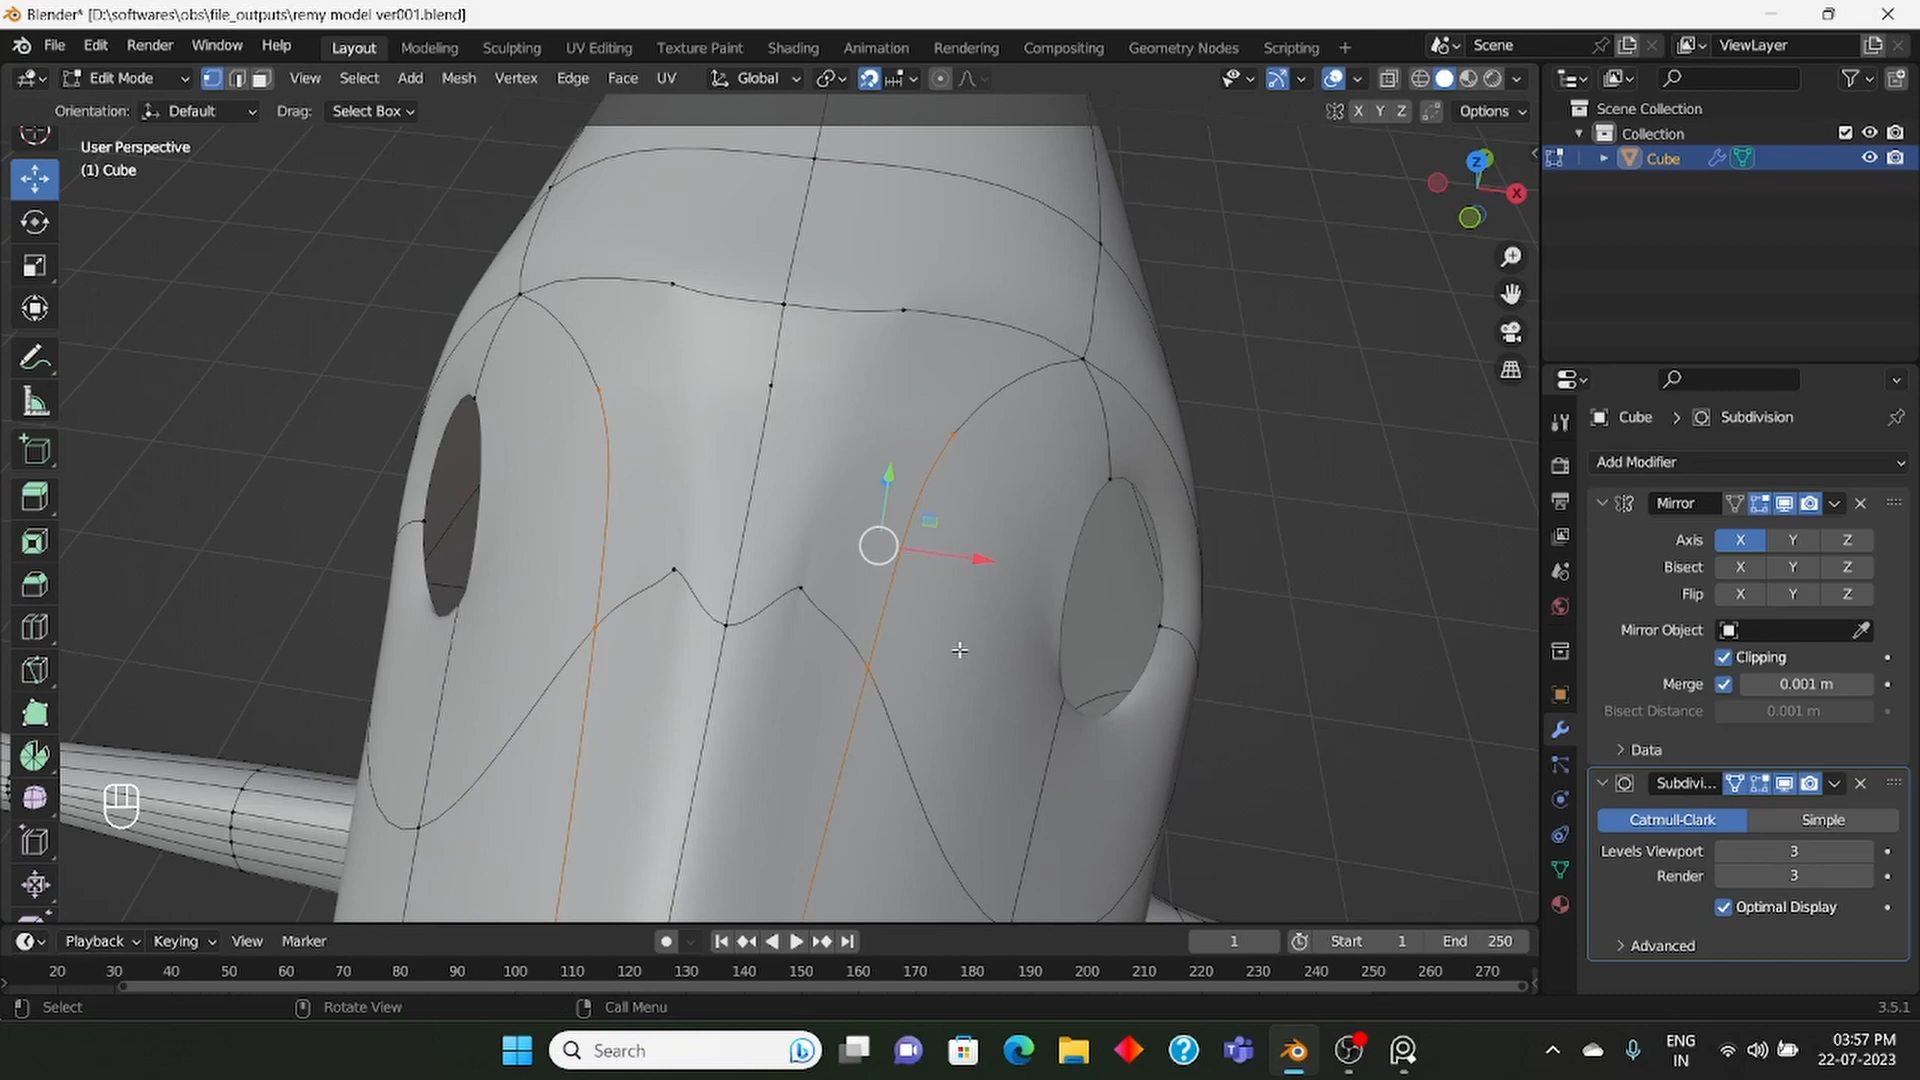 Blender* [D:\softwares\obs\file_outputs\remy model ver001.blend]
File Edit Render Window Help Layout Modeling Sculpting UV Editing Texture Paint Shading Animation Rendering Compositing Geometry Nodes Scripting + Scene ViewLayer
Edit Mode View Select Add Mesh Vertex Edge Face UV Global
Orientation: Default Drag: Select Box X Y Z Options
User Perspective
(1) Cube
Z
X
Scene Collection
Collection
Cube
Cube > Subdivision
Add Modifier
Mirror
Axis X Y Z
Bisect X Y Z
Flip X Y Z
Mirror Object
Clipping
Merge 0.001 m
Bisect Distance 0.001 m
Data
Subdivi...
Catmull-Clark Simple
Levels Viewport 3
Render 3
Optimal Display
Advanced
Playback Keying View Marker 1 Start 1 End 250
20 30 40 50 60 70 80 90 100 110 120 130 140 150 160 170 180 190 200 210 220 230 240 250 260 270
Select Rotate View Call Menu 3.5.1
Search ENG IN 03:57 PM
22-07-2023